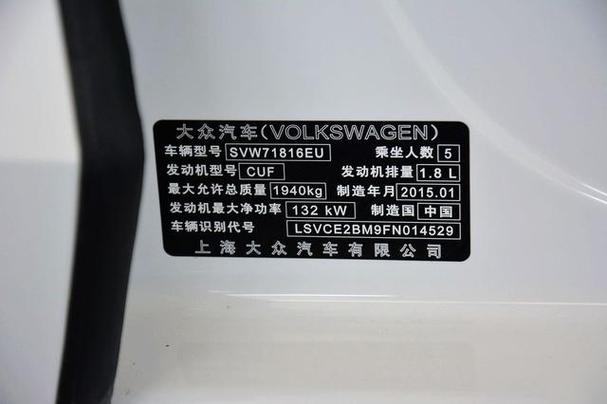 大众汽车(VOLKSWAGEN)
车辆型号 SVW71816EU 乘坐人数 5
发动机型号 CUF 发动机排量 1.8 L
最大允许总质量 1940kg 制造年月 2015.01
发动机最大净功率 132 kW 制造国 中国
车辆识别代号 LSVCE2BM9FN014529
上海大众汽车有限公司